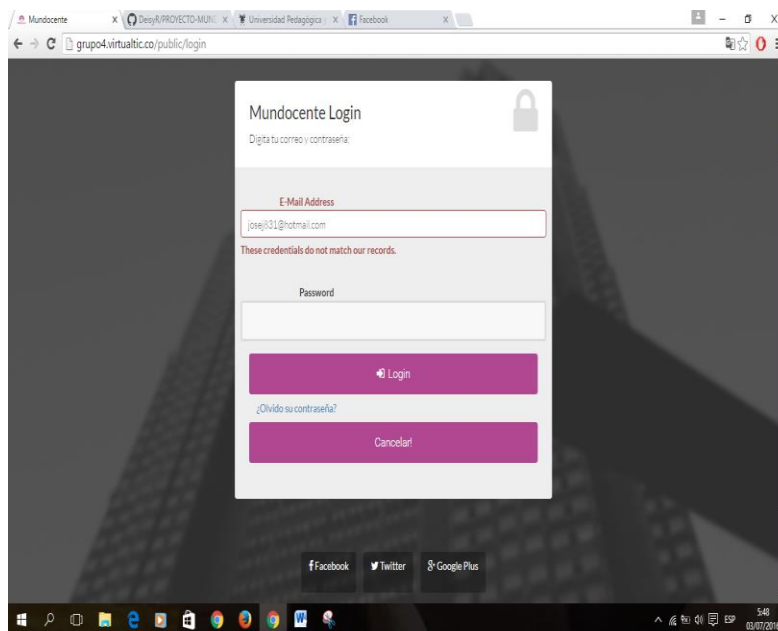 Mundocente
DeisyR/PROYECTO-MUN
Universidad Pedagógica
Facebook
grupo4.virtualtic.co/public/login
Mundocente Login
Digita tu correo y contraseña:
E-Mail Address
josej831@hotmail.com
These credentials do not match our records.
Password
Login
¿Olvido su contraseña?
Cancelar!
Facebook
Twitter
Google Plus
ESP
5:48
03/07/2016